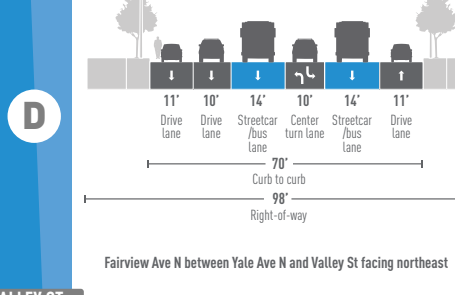 D
11' 10' 14' 10' 14' 11'
Drive lane
Drive lane
Streetcar /bus lane
Center turn lane
Streetcar /bus lane
Drive lane
70'
Curb to curb
98'
Right-of-way
Fairview Ave N between Yale Ave N and Valley St facing northeast
ALLEY ST